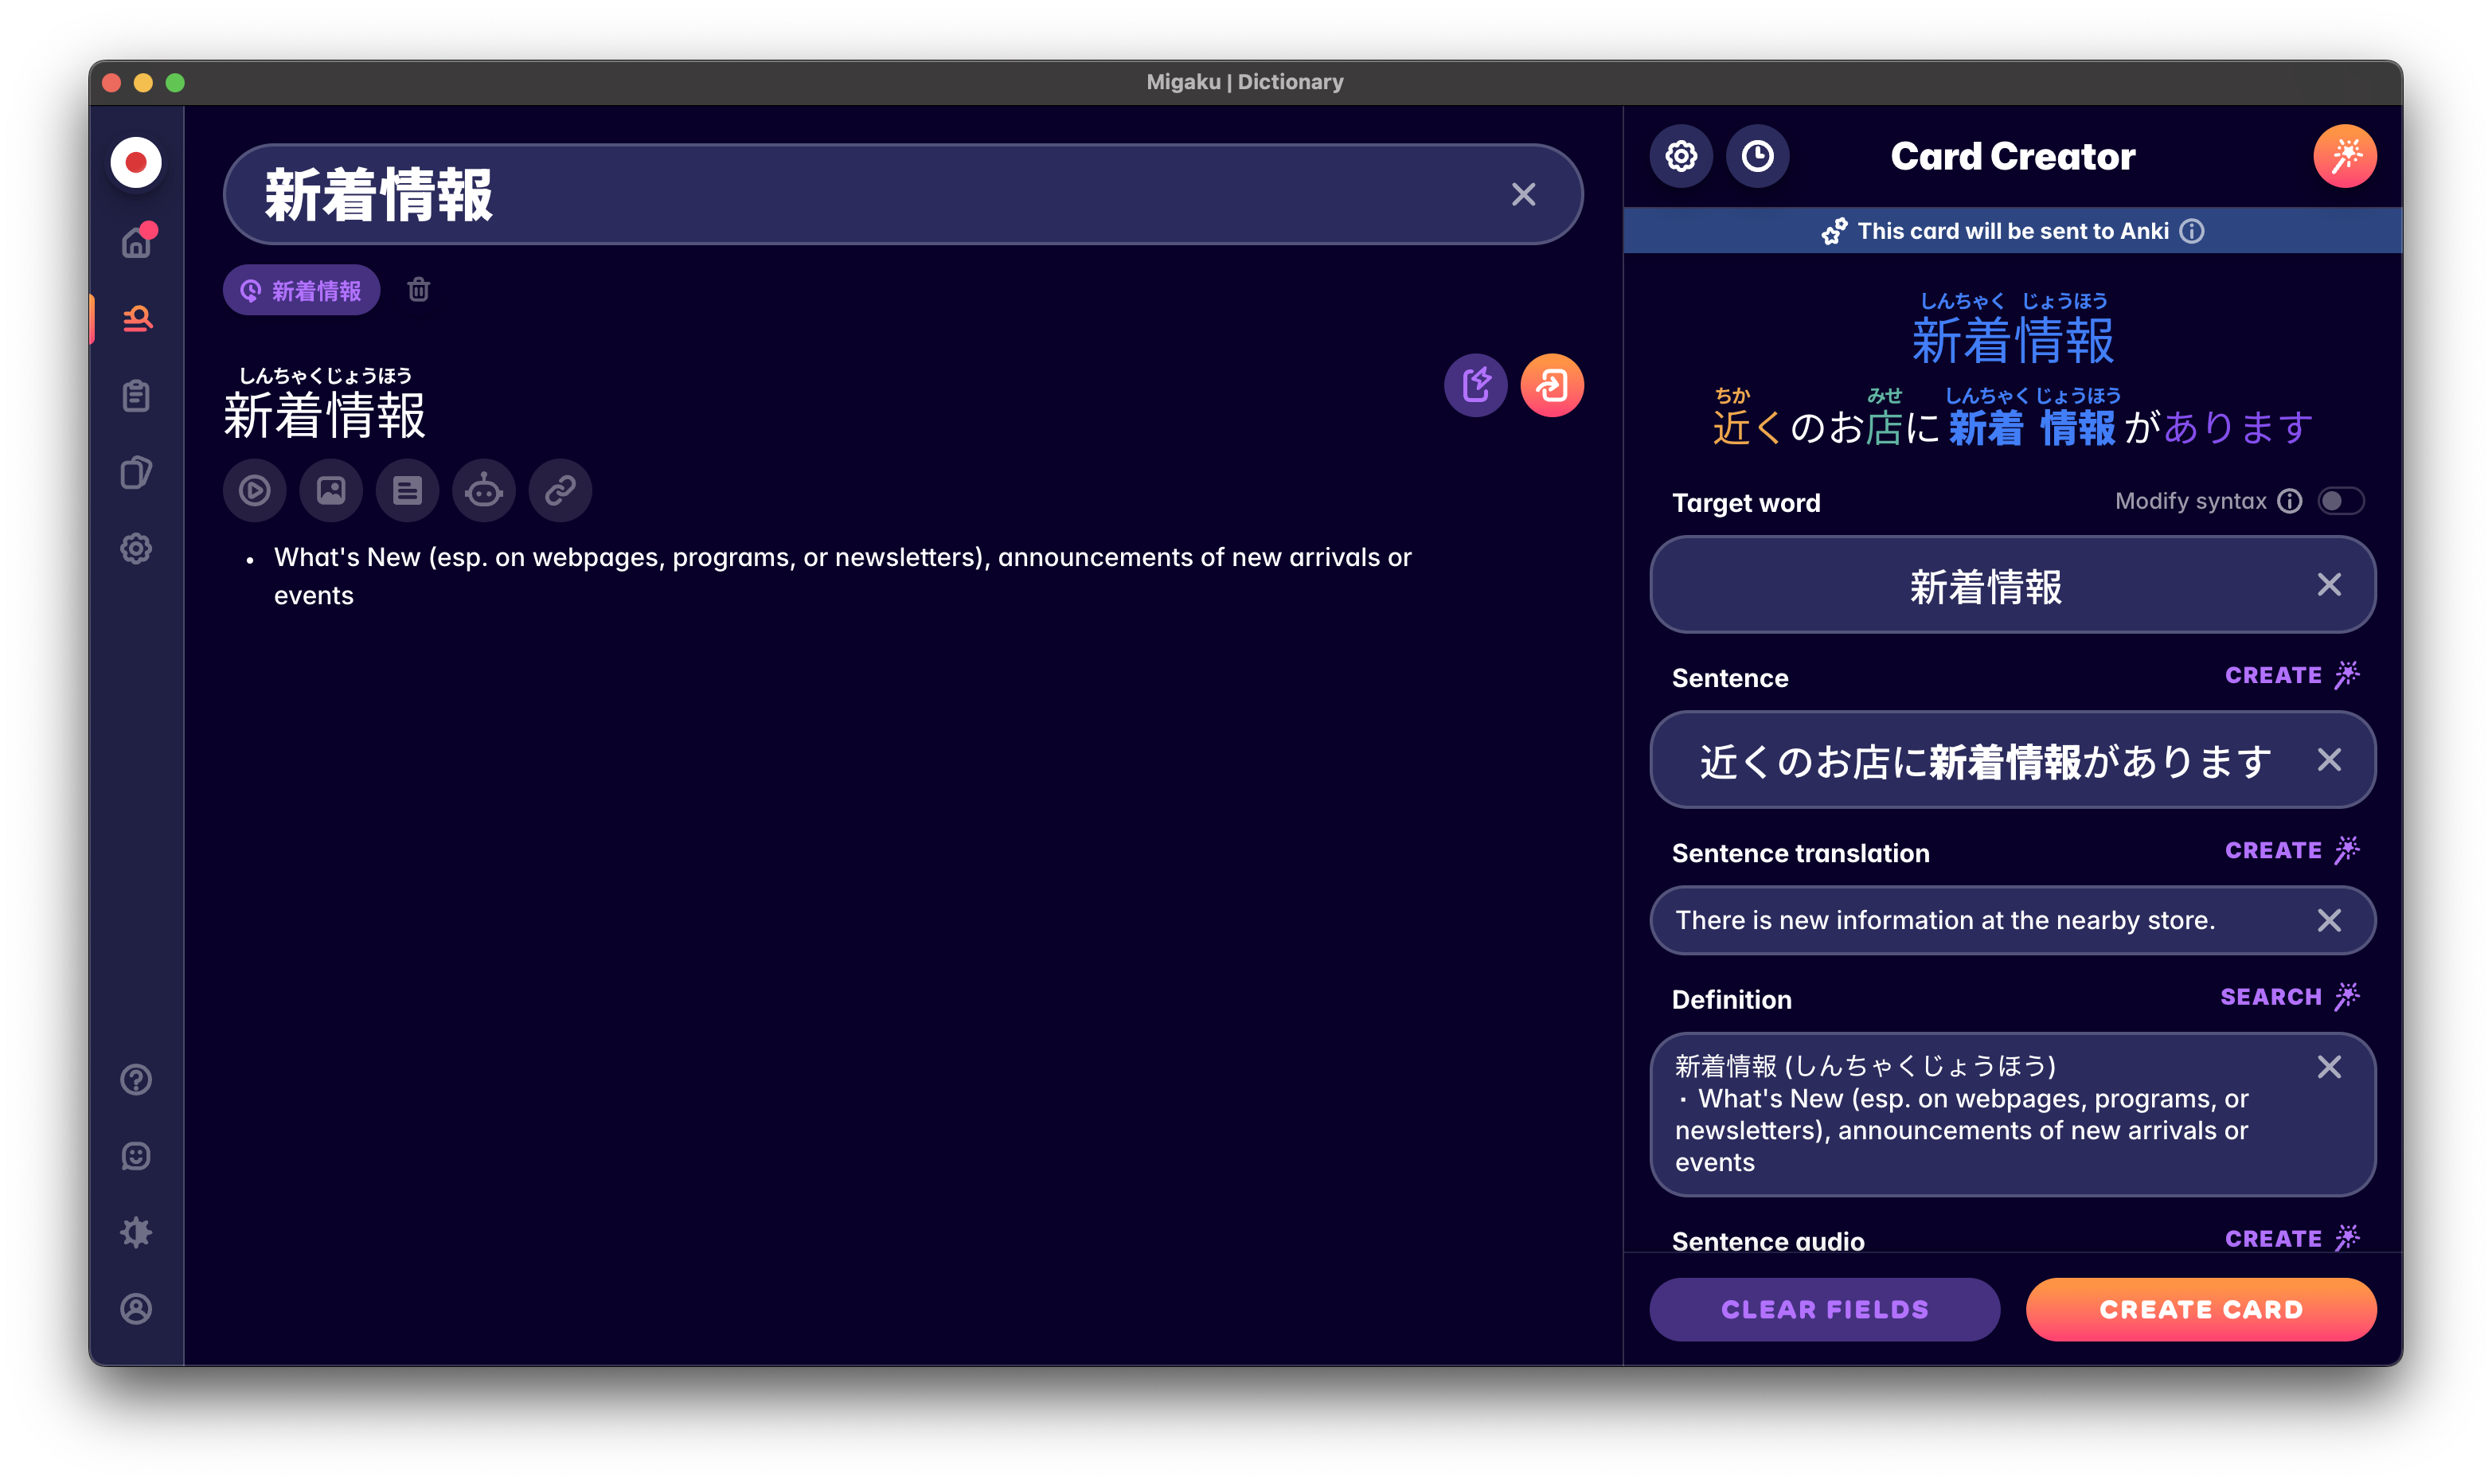 Migaku | Dictionary
新着情報
新着情報
しんちゃくじょうほう
新着情報
• What's New (esp. on webpages, programs, or newsletters), announcements of new arrivals or
events
Card Creator
This card will be sent to Anki
しんちゃく じょうほう
新着情報
ちか みせ しんちゃく じょうほう
近くのお店に 新着 情報 があります
Target word
Modify syntax
新着情報
Sentence
CREATE
近くのお店に新着情報があります
Sentence translation
CREATE
There is new information at the nearby store.
Definition
SEARCH
新着情報 (しんちゃくじょうほう)
・What's New (esp. on webpages, programs, or
newsletters), announcements of new arrivals or
events
Sentence audio
CREATE
CLEAR FIELDS
CREATE CARD